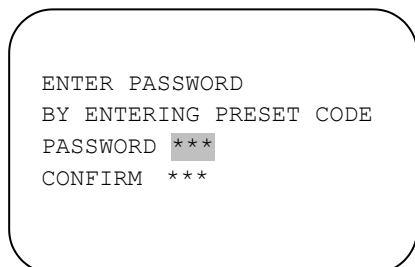 ENTER PASSWORD
BY ENTERING PRESET CODE
PASSWORD ***
CONFIRM ***